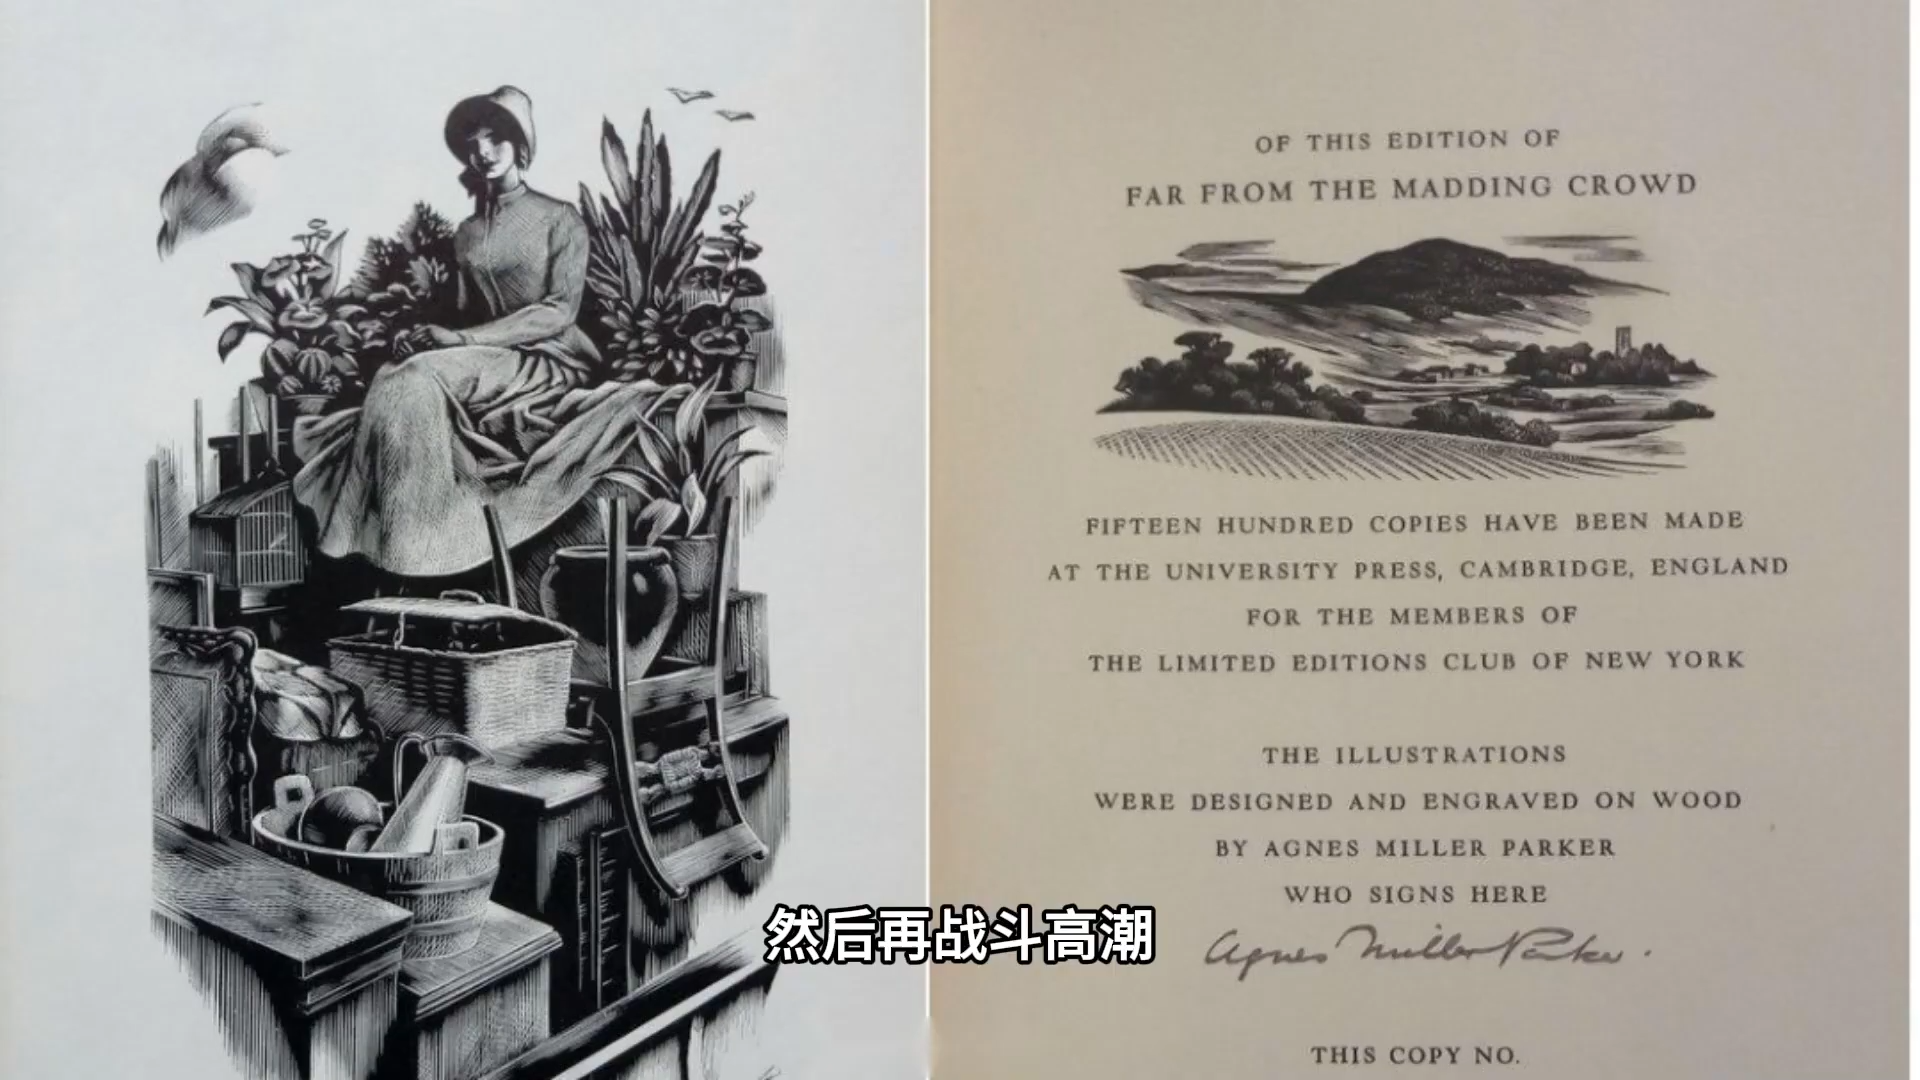 OF THIS EDITION OF
FAR FROM THE MADDING CROWD
FIFTEEN HUNDRED COPIES HAVE BEEN MADE
AT THE UNIVERSITY PRESS, CAMBRIDGE, ENGLAND
FOR THE MEMBERS OF
THE LIMITED EDITIONS CLUB OF NEW YORK
THE ILLUSTRATIONS
WERE DESIGNED AND ENGRAVED ON WOOD
BY AGNES MILLER PARKER
WHO SIGNS HERE
Agnes Miller Parker.
THIS COPY NO.
然后再战斗高潮